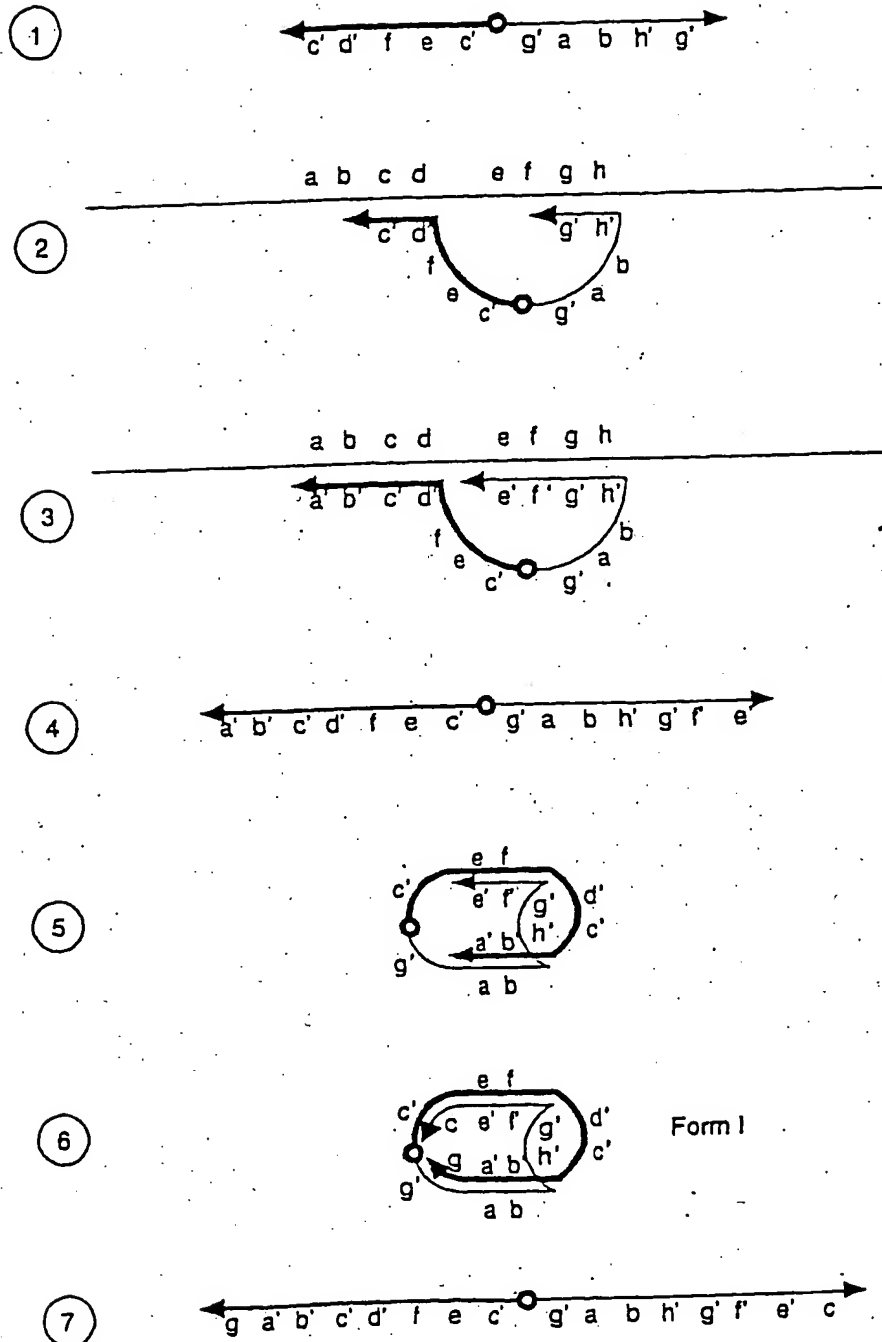 1
c' d' f e c' g' a b h' g'
a b c d e f g h
2
c' d' g' h'
f b
e a
c' g'
a b c d e f g h
3
a' b' c' d' e' f' g' h'
f b
e a
c' g'
4
a' b' c' d' f e c' g' a b h' g' f' e'
5
e f
c' e' f' g' d'
a' b' h' c'
g'
a b
6
e f
c' c e' f' g' d'
Form I
g a' b' h' c'
g'
a b
7
g a' b' c' d' f e c' g' a b h' g' f' e' c